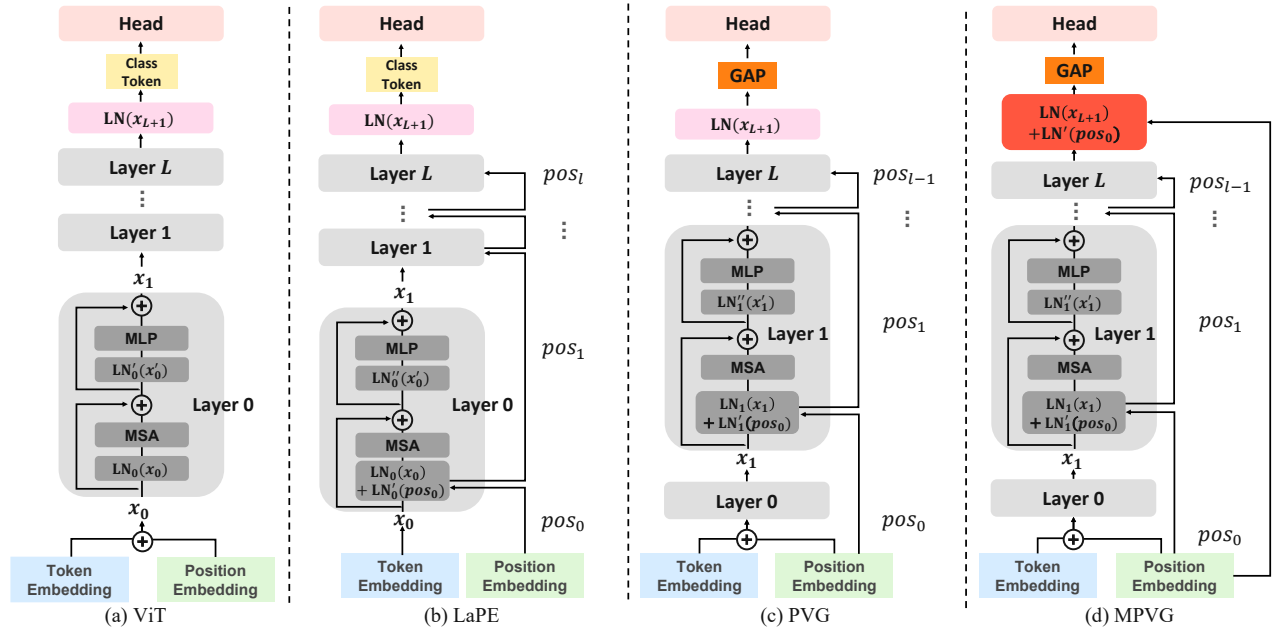 Head
Class
Token
LN(x_{L+1})
Layer L
⋮
Layer 1
x_1
MLP
LN'_0(x'_0)
Layer 0
MSA
LN_0(x_0)
x_0
Token
Embedding
Position
Embedding
(a) ViT
Head
Class
Token
LN(x_{L+1})
Layer L
pos_l
⋮
⋮
Layer 1
x_1
MLP
pos_1
LN''_0(x'_0)
Layer 0
MSA
LN_0(x_0)
+ LN'_0(pos_0)
x_0
pos_0
Token
Embedding
Position
Embedding
(b) LaPE
Head
GAP
LN(x_{L+1})
Layer L
pos_{l-1}
⋮
⋮
MLP
LN''_1(x'_1)
Layer 1
pos_1
MSA
LN_1(x_1)
+ LN'_1(pos_0)
x_1
Layer 0
pos_0
Token
Embedding
Position
Embedding
(c) PVG
Head
GAP
LN(x_{L+1})
+LN'(pos_0)
Layer L
pos_{l-1}
⋮
⋮
MLP
LN''_1(x'_1)
Layer 1
pos_1
MSA
LN_1(x_1)
+ LN'_1(pos_0)
x_1
Layer 0
pos_0
Token
Embedding
Position
Embedding
(d) MPVG